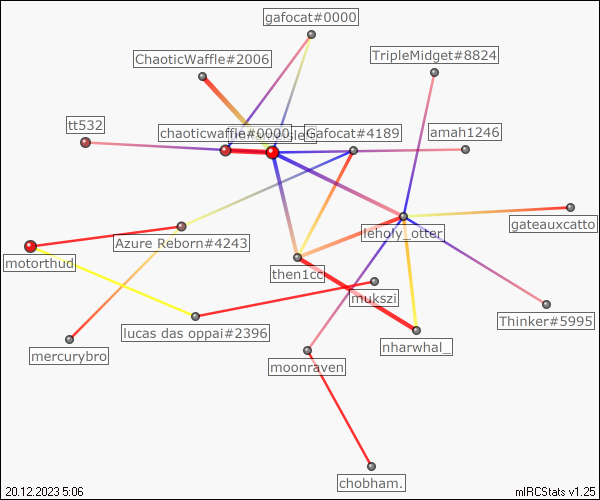 gafocat#0000
ChaoticWaffle#2006
TripleMidget#8824
tt532
chaoticwaffle#0000
Gafocat#4189
amah1246
gateauxcatto
leholy_otter
Azure Reborn#4243
motorthud
then1cc
mukszi
Thinker#5995
lucas das oppai#2396
nharwhal_
mercurybro
moonraven
chobham.
20.12.2023 5:06
mIRCStats v1.25